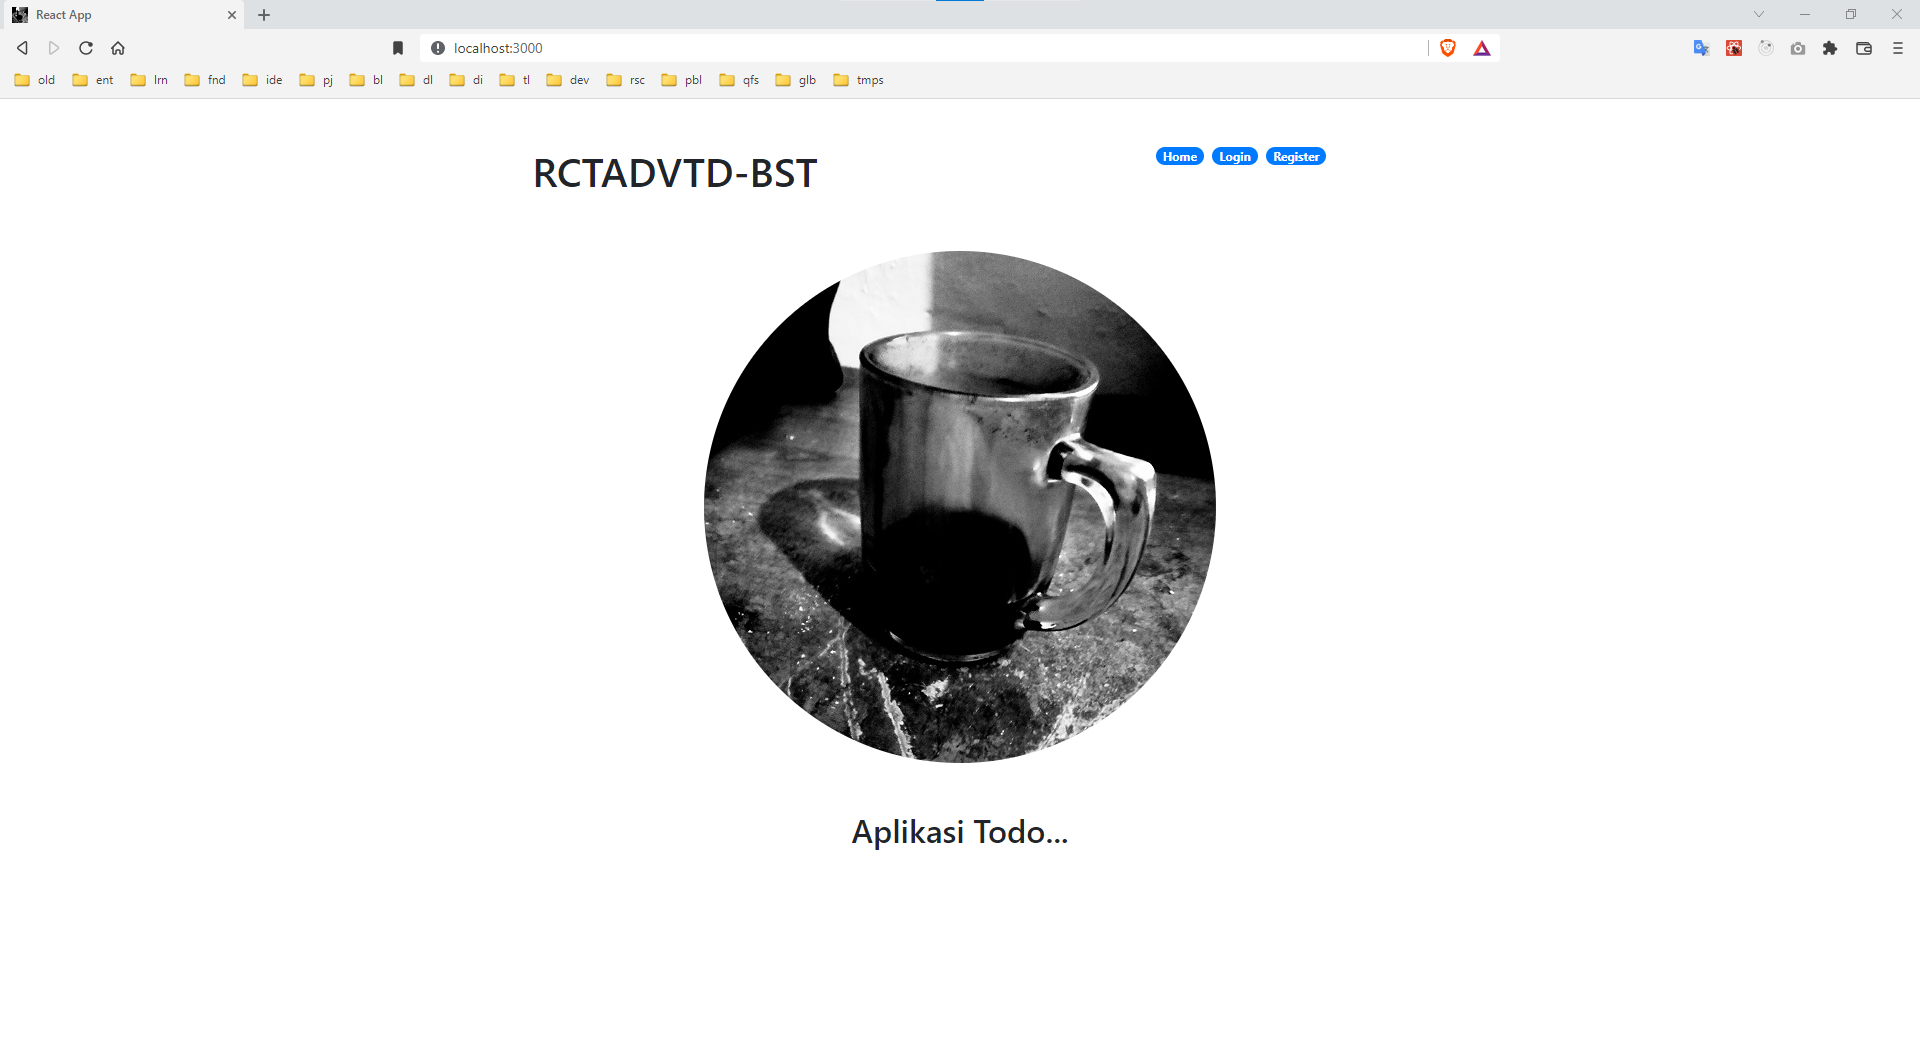 React App
localhost:3000
old ent lrn fnd ide pj bl dl di tl dev rsc pbl qfs glb tmps
RCTADVTD-BST
Home Login Register
Aplikasi Todo...